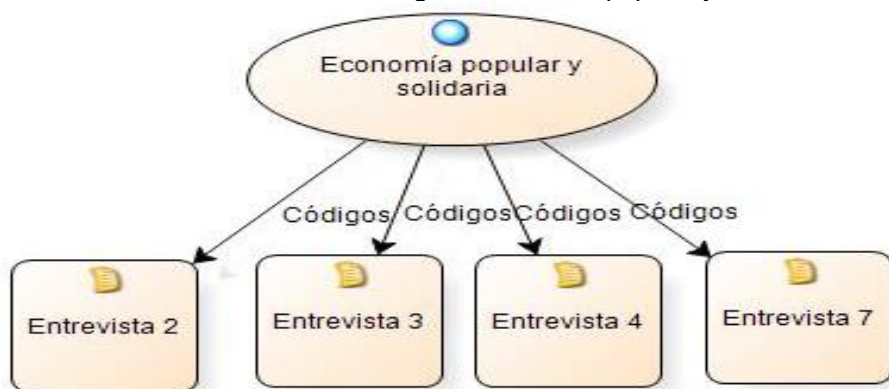 Economía popular y
solidaria
Códigos Códigos Códigos Códigos
Entrevista 2 Entrevista 3 Entrevista 4 Entrevista 7